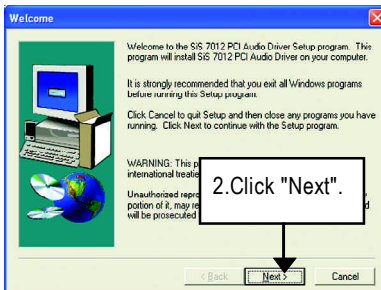 Welcome
Welcome to the SiS 7012 PCI Audio Driver Setup program. This
program will install SiS 7012 PCI Audio Driver on your computer.
It is strongly recommended that you exit all Windows programs
before running this Setup program.
Click Cancel to quit Setup and then close any programs you have
running. Click Next to continue with the Setup program.
WARNING: This p
international treatie
Unauthorized repro
portion of it, may re
will be prosecuted
2.Click "Next".
< Back
Next >
Cancel